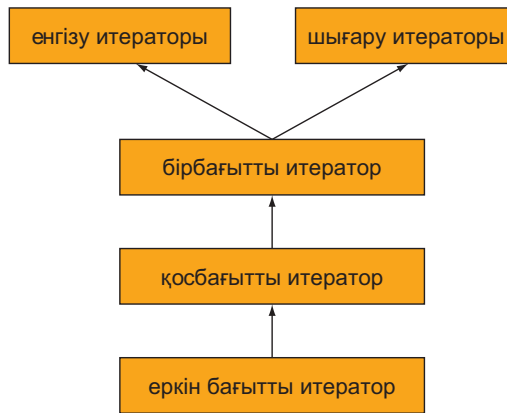 енгізу итераторы
шығару итераторы
бірбағытты итератор
қосбағытты итератор
еркін бағытты итератор